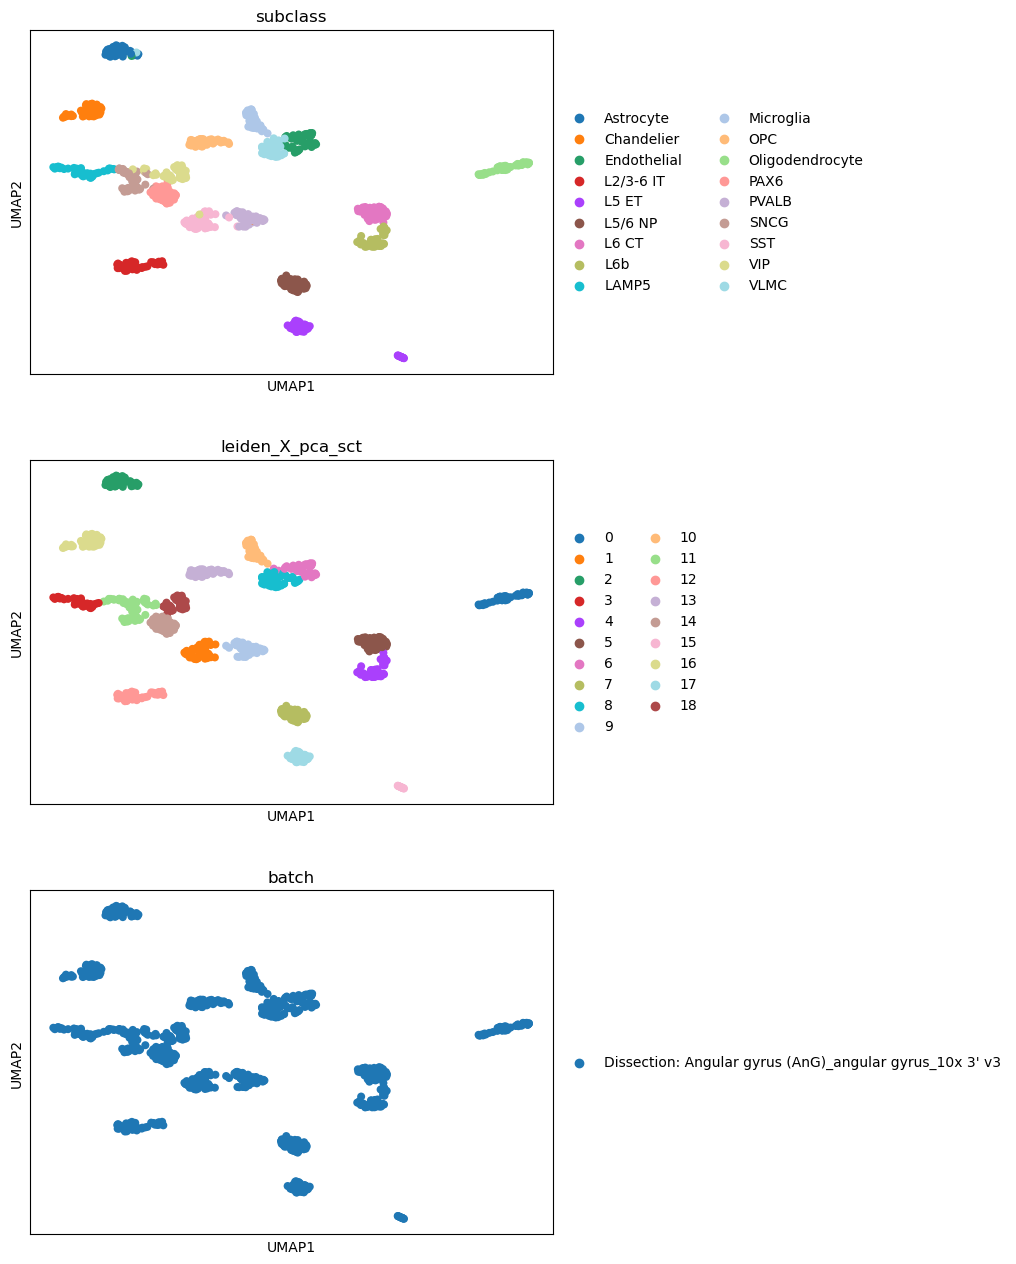 subclass
UMAP2
UMAP1
Astrocyte
Chandelier
Endothelial
L2/3-6 IT
L5 ET
L5/6 NP
L6 CT
L6b
LAMP5
Microglia
OPC
Oligodendrocyte
PAX6
PVALB
SNCG
SST
VIP
VLMC
leiden_X_pca_sct
UMAP2
UMAP1
0
1
2
3
4
5
6
7
8
9
10
11
12
13
14
15
16
17
18
batch
UMAP2
UMAP1
Dissection: Angular gyrus (AnG)_angular gyrus_10x 3' v3